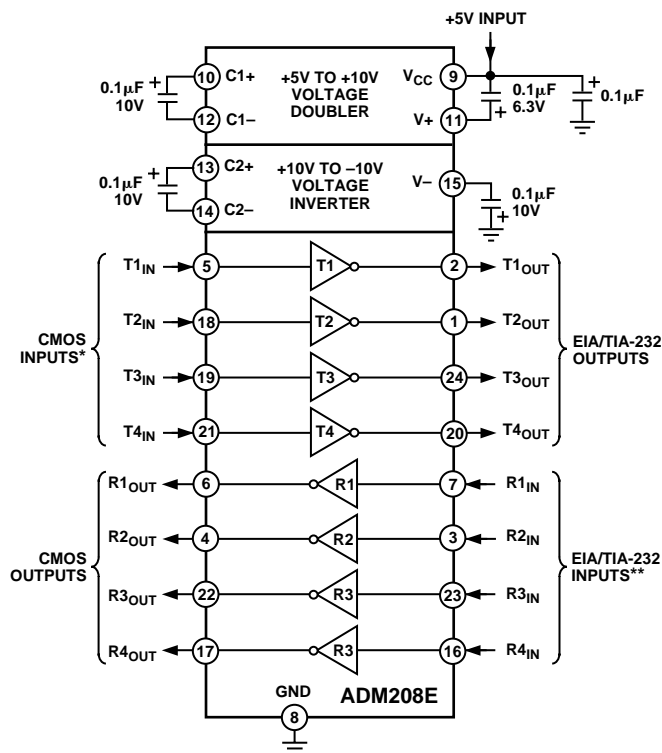 +5V INPUT
10 C1+ +5V TO +10V VOLTAGE DOUBLER VCC 9
0.1μF 10V
+
+
0.1μF 6.3V
+
+
0.1μF
12 C1– V+ 11
13 C2+ +10V TO –10V VOLTAGE INVERTER V– 15
0.1μF 10V
+
14 C2–
0.1μF 10V
+
CMOS INPUTS*
T1IN 5 T1 2 T1OUT
T2IN 18 T2 1 T2OUT
T3IN 19 T3 24 T3OUT
T4IN 21 T4 20 T4OUT
EIA/TIA-232 OUTPUTS
CMOS OUTPUTS
R1OUT 6 R1 7 R1IN
R2OUT 4 R2 3 R2IN
R3OUT 22 R3 23 R3IN
R4OUT 17 R3 16 R4IN
EIA/TIA-232 INPUTS**
GND
8
ADM208E